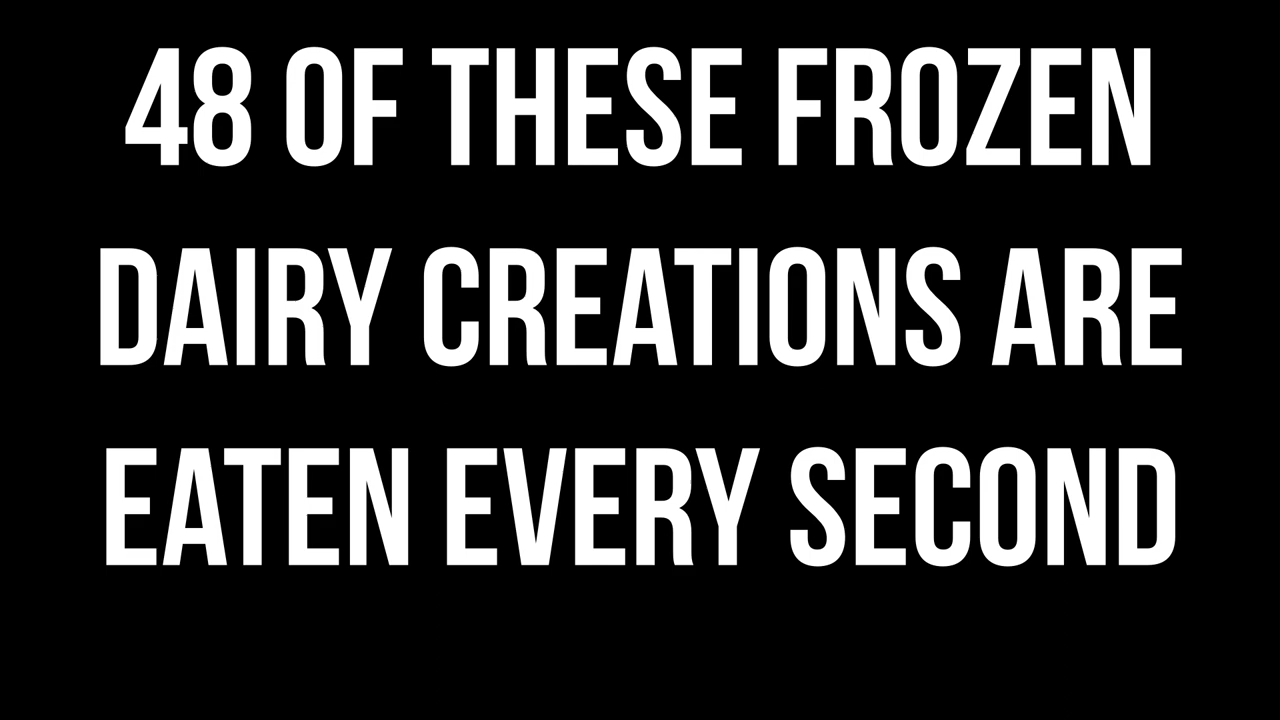 48 OF THESE FROZEN
DAIRY CREATIONS ARE
EATEN EVERY SECOND